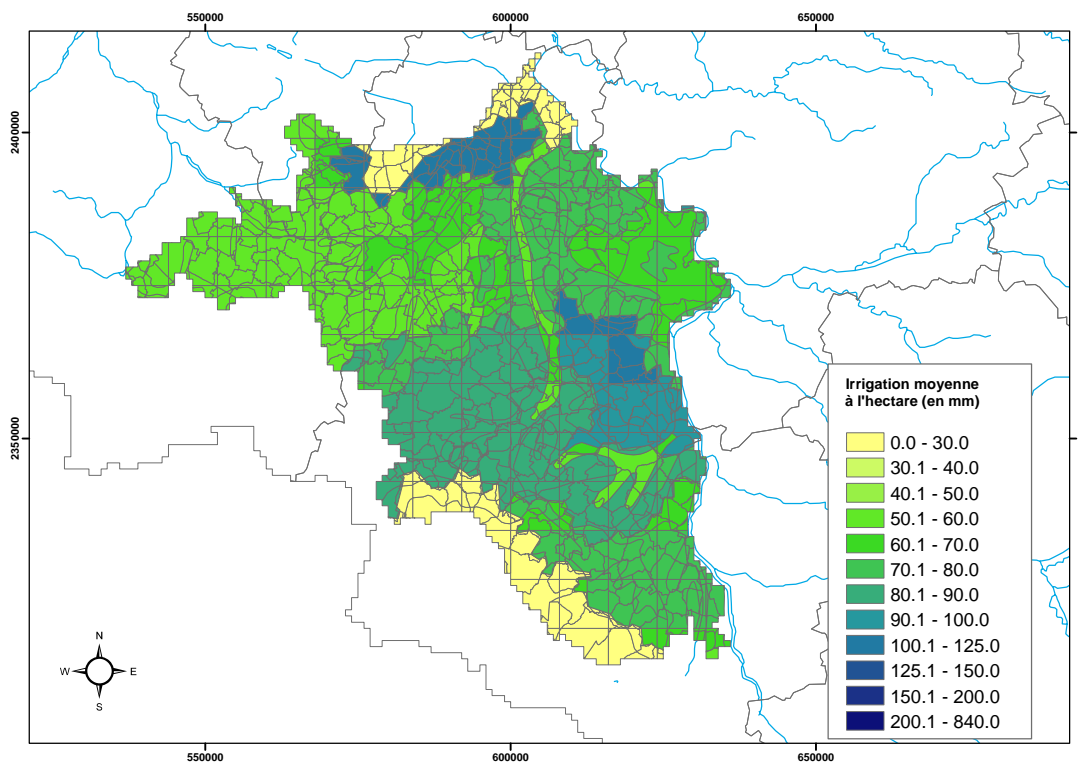 550000 600000 650000
2400000
2350000
2350000
Irrigation moyenne
à l'hectare (en mm)
0.0 - 30.0
30.1 - 40.0
40.1 - 50.0
50.1 - 60.0
60.1 - 70.0
70.1 - 80.0
80.1 - 90.0
90.1 - 100.0
100.1 - 125.0
125.1 - 150.0
150.1 - 200.0
200.1 - 840.0
N
W E
S
550000 600000 650000